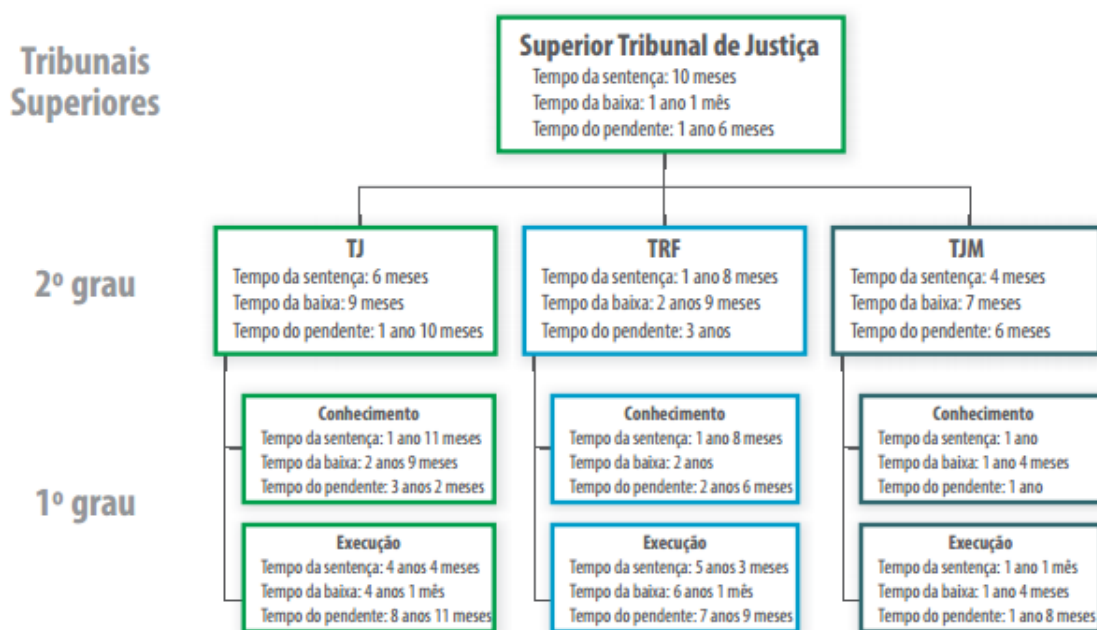 Tribunais
Superiores
Superior Tribunal de Justiça
Tempo da sentença: 10 meses
Tempo da baixa: 1 ano 1 mês
Tempo do pendente: 1 ano 6 meses
2º grau
TJ
Tempo da sentença: 6 meses
Tempo da baixa: 9 meses
Tempo do pendente: 1 ano 10 meses
TRF
Tempo da sentença: 1 ano 8 meses
Tempo da baixa: 2 anos 9 meses
Tempo do pendente: 3 anos
TJM
Tempo da sentença: 4 meses
Tempo da baixa: 7 meses
Tempo do pendente: 6 meses
1º grau
Conhecimento
Tempo da sentença: 1 ano 11 meses
Tempo da baixa: 2 anos 9 meses
Tempo do pendente: 3 anos 2 meses
Conhecimento
Tempo da sentença: 1 ano 8 meses
Tempo da baixa: 2 anos
Tempo do pendente: 2 anos 6 meses
Conhecimento
Tempo da sentença: 1 ano
Tempo da baixa: 1 ano 4 meses
Tempo do pendente: 1 ano
Execução
Tempo da sentença: 4 anos 4 meses
Tempo da baixa: 4 anos 1 mês
Tempo do pendente: 8 anos 11 meses
Execução
Tempo da sentença: 5 anos 3 meses
Tempo da baixa: 6 anos 1 mês
Tempo do pendente: 7 anos 9 meses
Execução
Tempo da sentença: 1 ano 1 mês
Tempo da baixa: 1 ano 4 meses
Tempo do pendente: 1 ano 8 meses